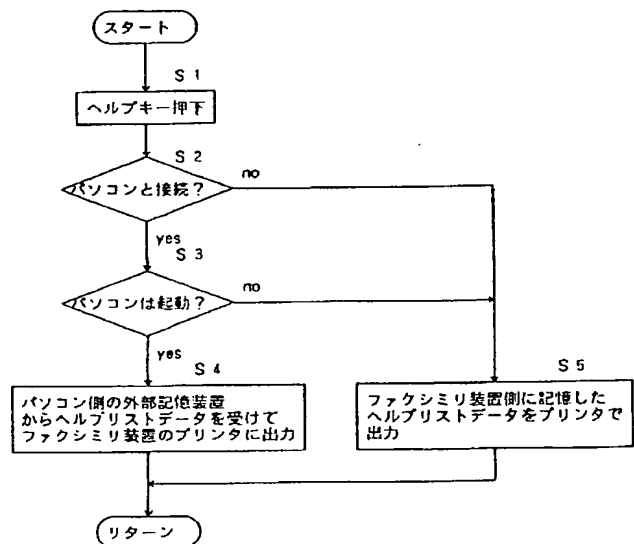 スタート
S1
ヘルプキー押下
S2
パソコンと接続?
no
yes
S3
パソコンは起動?
no
yes
S4
パソコン側の外部記憶装置
からヘルプリストデータを受けて
ファクシミリ装置のプリンタに出力
S5
ファクシミリ装置側に記憶した
ヘルプリストデータをプリンタで
出力
リターン